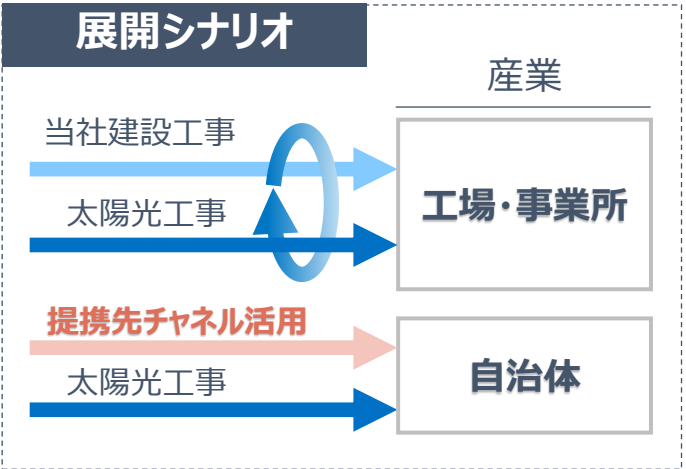 展開シナリオ
産業
当社建設工事
太陽光工事
工場・事業所
提携先チャネル活用
太陽光工事
自治体